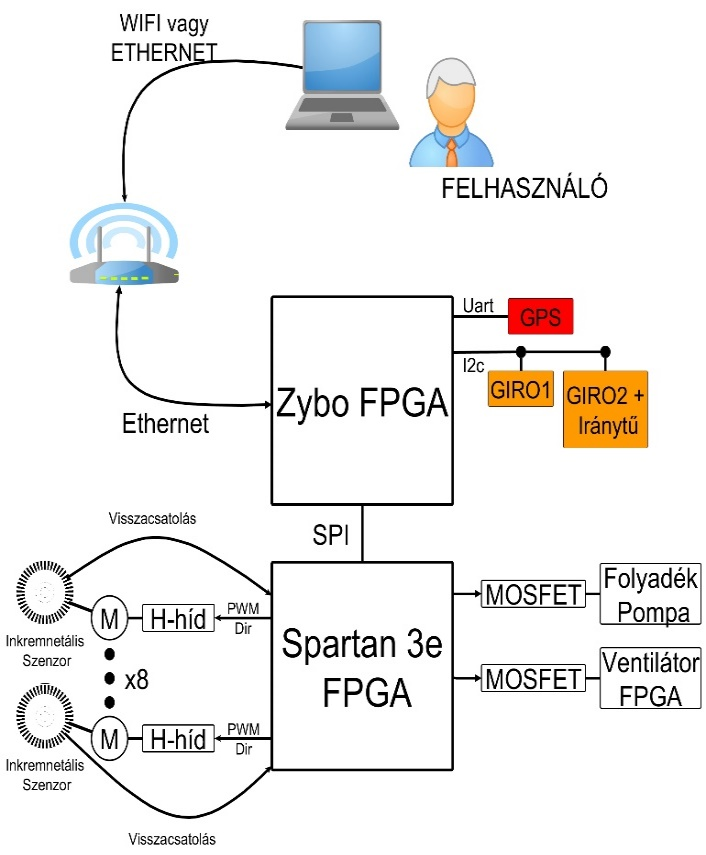 WIFI vagy
ETHERNET
FELHASZNÁLÓ
Uart
GPS
I2c
Zybo FPGA
GIRO1
GIRO2 +
Iránytű
Ethernet
SPI
Visszacsatolás
Inkremnetális
Szenzor
M
H-híd
PWM
Dir
Spartan 3e
FPGA
MOSFET
Folyadék
Pompa
x8
MOSFET
Ventilátor
FPGA
M
H-híd
PWM
Dir
Inkremnetális
Szenzor
Visszacsatolás